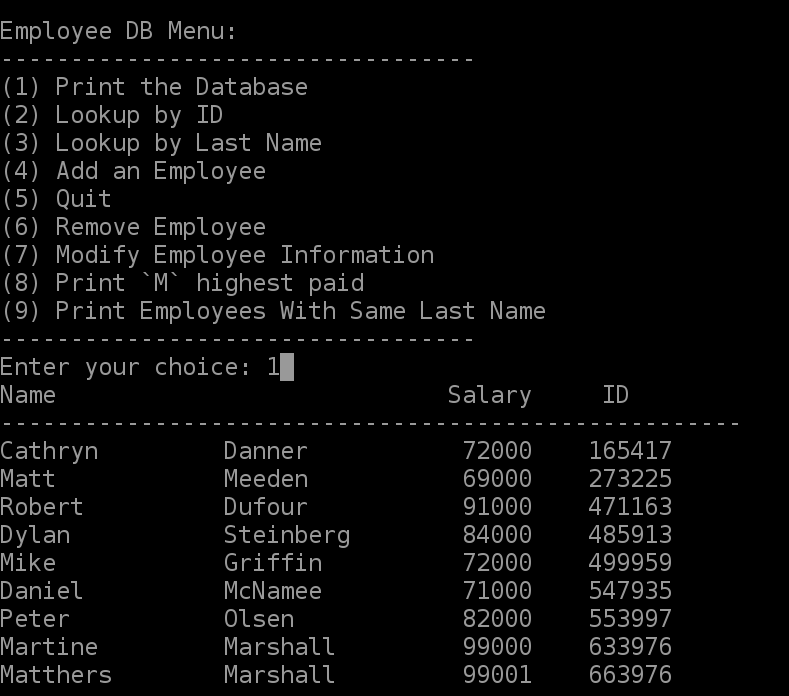 Employee DB Menu:
----------------------------------
(1) Print the Database
(2) Lookup by ID
(3) Lookup by Last Name
(4) Add an Employee
(5) Quit
(6) Remove Employee
(7) Modify Employee Information
(8) Print `M` highest paid
(9) Print Employees With Same Last Name
----------------------------------
Enter your choice: 1
Name Salary ID
-----------------------------------------------------
Cathryn Danner 72000 165417
Matt Meeden 69000 273225
Robert Dufour 91000 471163
Dylan Steinberg 84000 485913
Mike Griffin 72000 499959
Daniel McNamee 71000 547935
Peter Olsen 82000 553997
Martine Marshall 99000 633976
Matthers Marshall 99001 663976